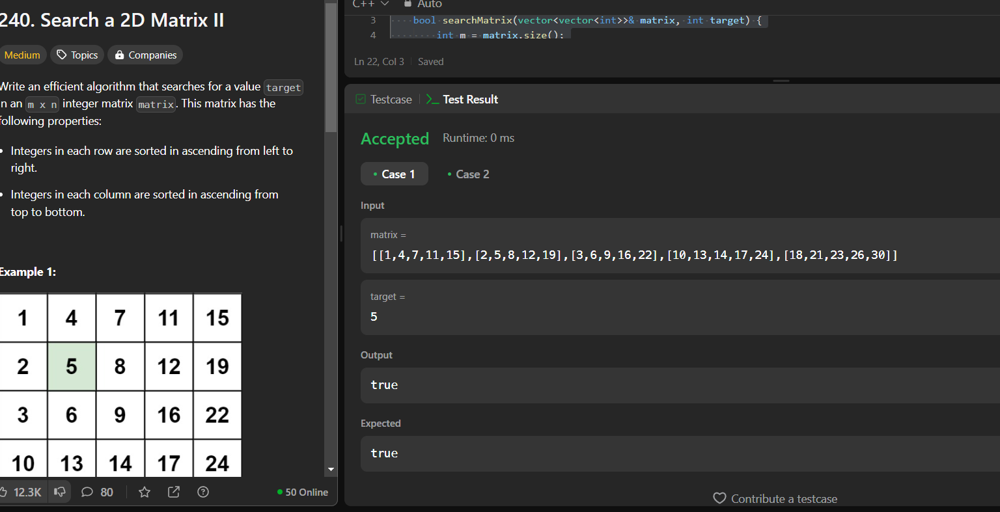 240. Search a 2D Matrix II
Medium
Topics
Companies
Write an efficient algorithm that searches for a value target
in an m x n integer matrix matrix. This matrix has the
following properties:
Integers in each row are sorted in ascending from left to
right.
Integers in each column are sorted in ascending from
top to bottom.
Example 1:
1 4 7 11 15
2 5 8 12 19
3 6 9 16 22
10 13 14 17 24
12.3K
80
50 Online
C++
Auto
3 bool searchMatrix(vector<vector<int>>& matrix, int target) {
4 int m = matrix.size();
Ln 22, Col 3
Saved
Testcase
>_ Test Result
Accepted
Runtime: 0 ms
Case 1
Case 2
Input
matrix =
[[1,4,7,11,15],[2,5,8,12,19],[3,6,9,16,22],[10,13,14,17,24],[18,21,23,26,30]]
target =
5
Output
true
Expected
true
Contribute a testcase